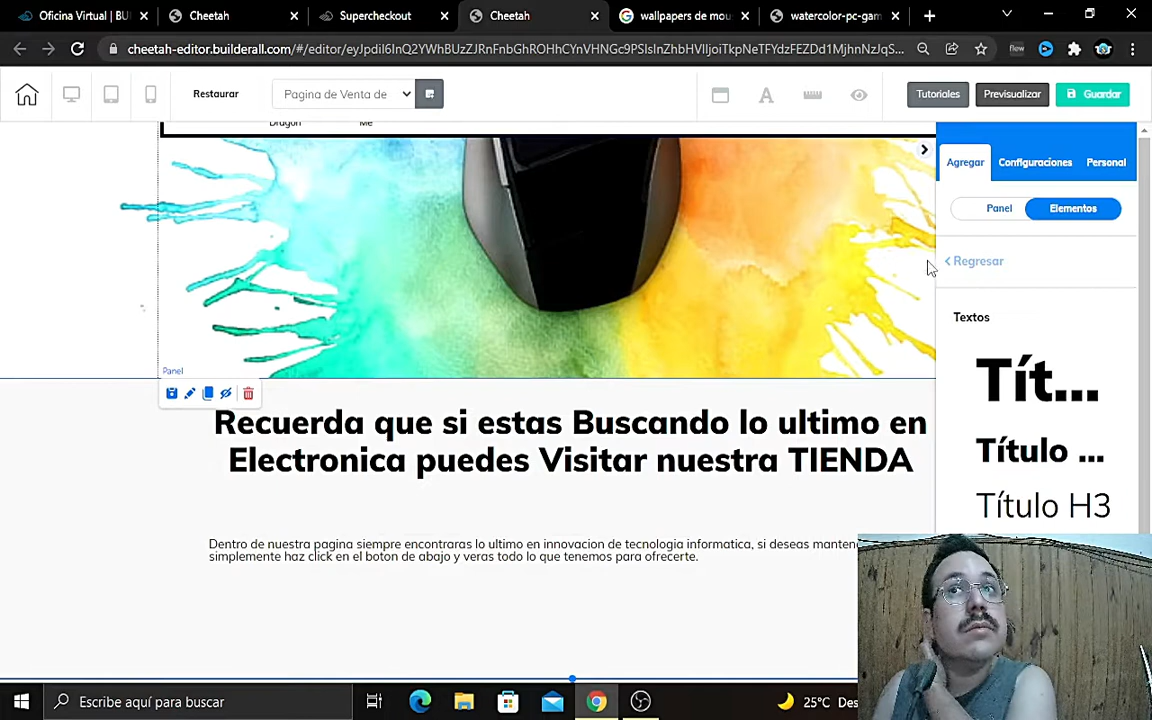 Oficina Virtual | BU
Cheetah
Supercheckout
Cheetah
wallpapers de mou
watercolor-pc-gam
cheetah-editor.builderall.com/#/editor/
Restaurar
Pagina de Venta de
Tutoriales
Previsualizar
Guardar
Dragon
Me
Agregar
Configuraciones
Personal
Panel
Elementos
< Regresar
Textos
Tít...
Título ...
Título H3
Panel
Recuerda que si estas Buscando lo ultimo en
Electronica puedes Visitar nuestra TIENDA
Dentro de nuestra pagina siempre encontraras lo ultimo en innovacion de tecnologia informatica, si deseas mantene
simplemente haz click en el boton de abajo y veras todo lo que tenemos para ofrecerte.
Escribe aquí para buscar
25°C
Des